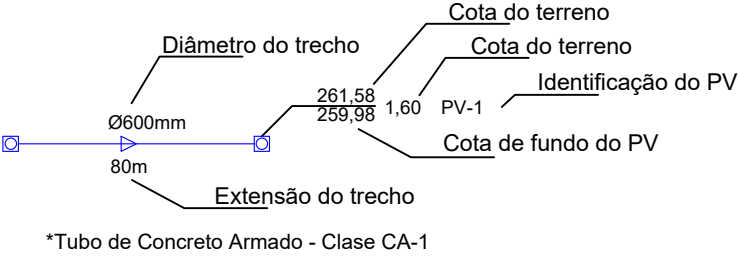 Cota do terreno
Diâmetro do trecho
Cota do terreno
Identificação do PV
261,58
1,60 PV-1
259,98
Ø600mm
Cota de fundo do PV
80m
Extensão do trecho
*Tubo de Concreto Armado - Clase CA-1